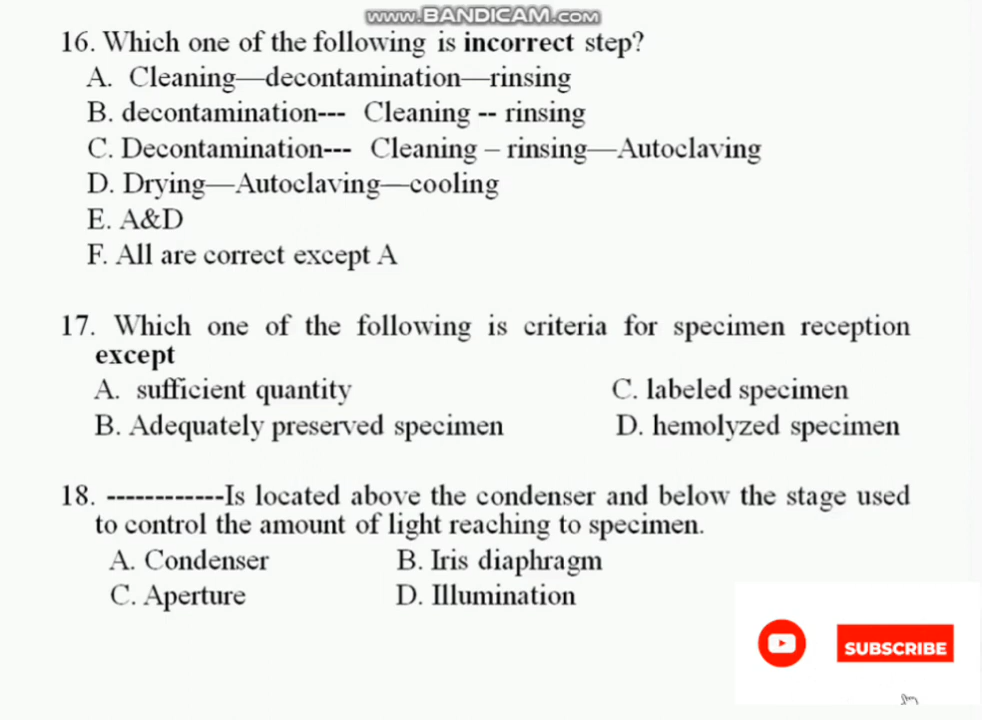 www.BANDICAM.COM
16. Which one of the following is incorrect step?
A. Cleaning—decontamination—rinsing
B. decontamination--- Cleaning -- rinsing
C. Decontamination--- Cleaning – rinsing—Autoclaving
D. Drying—Autoclaving—cooling
E. A&D
F. All are correct except A
17. Which one of the following is criteria for specimen reception
except
A. sufficient quantity C. labeled specimen
B. Adequately preserved specimen D. hemolyzed specimen
18. ------------Is located above the condenser and below the stage used
to control the amount of light reaching to specimen.
A. Condenser B. Iris diaphragm
C. Aperture D. Illumination
SUBSCRIBE